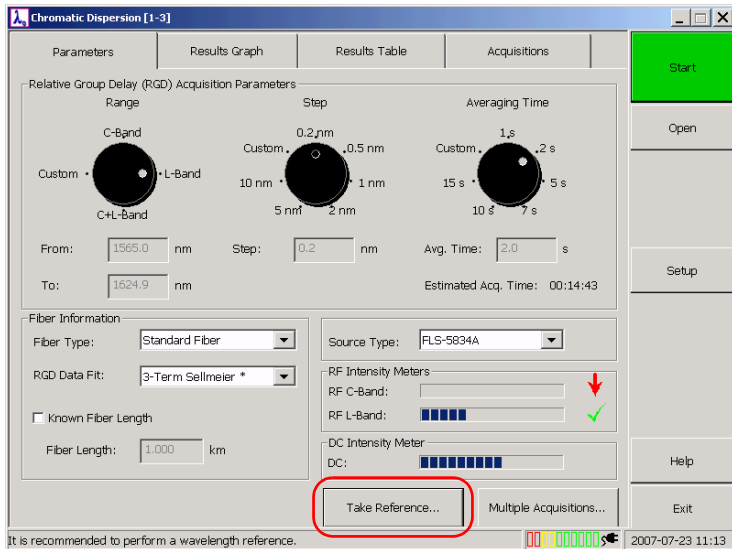 λ Chromatic Dispersion [1-3]
Parameters
Results Graph
Results Table
Acquisitions
Start
Open
Setup
Help
Exit
Relative Group Delay (RGD) Acquisition Parameters
Range
C-Band
Custom
L-Band
C+L-Band
Step
0.2 nm
Custom
0.5 nm
10 nm
1 nm
5 nm
2 nm
Averaging Time
1 s
Custom
2 s
15 s
5 s
10 s
7 s
From: 1565.0 nm
Step: 0.2 nm
Avg. Time: 2.0 s
To: 1624.9 nm
Estimated Acq. Time: 00:14:43
Fiber Information
Fiber Type: Standard Fiber
RGD Data Fit: 3-Term Sellmeier *
Known Fiber Length
Fiber Length: 1.000 km
Source Type: FLS-5834A
RF Intensity Meters
RF C-Band:
RF L-Band:
DC Intensity Meter
DC:
Take Reference...
Multiple Acquisitions...
It is recommended to perform a wavelength reference.
2007-07-23 11:13